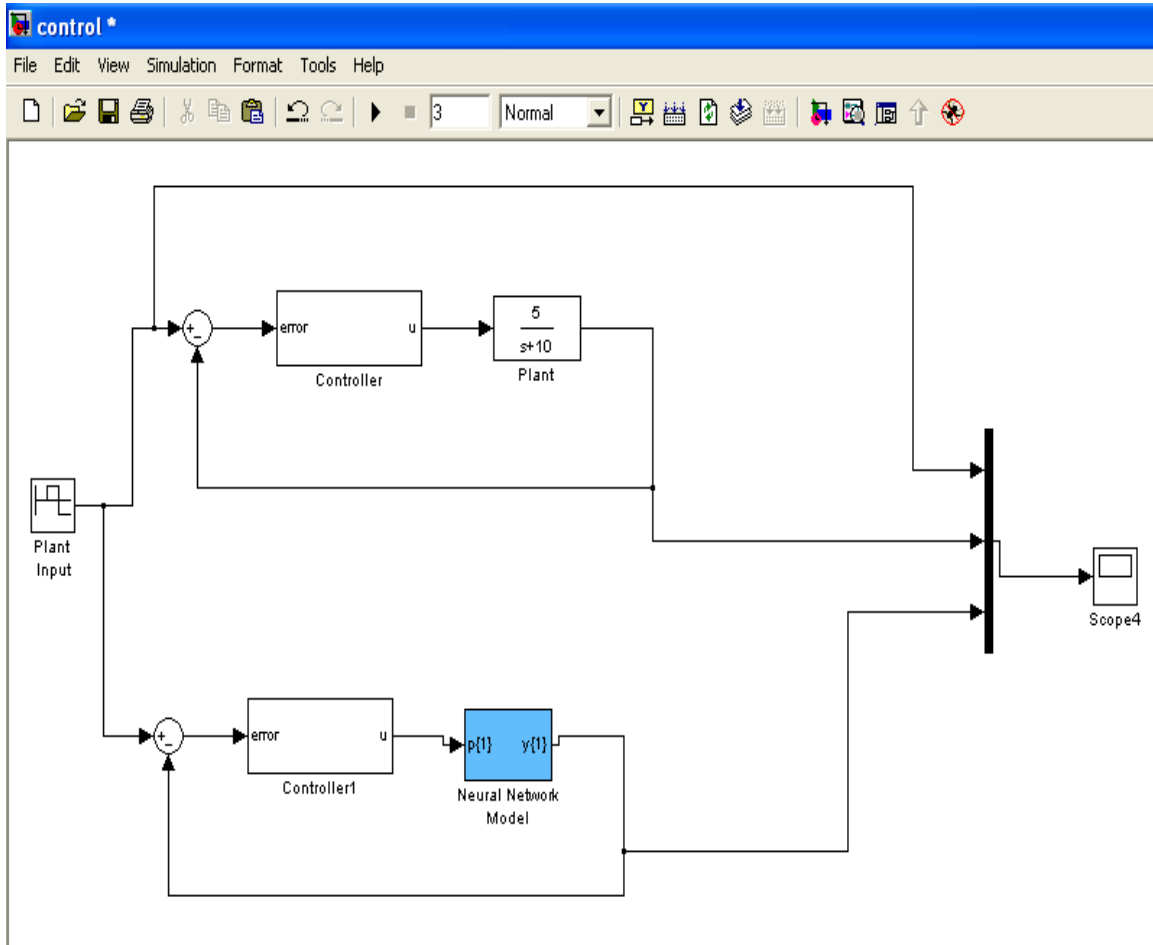 control *
File Edit View Simulation Format Tools Help
3 Normal
+
−
error u
Controller
5
s+10
Plant
Plant
Input
Scope4
+
−
error u
Controller1
p{1} y{1}
Neural Network
Model